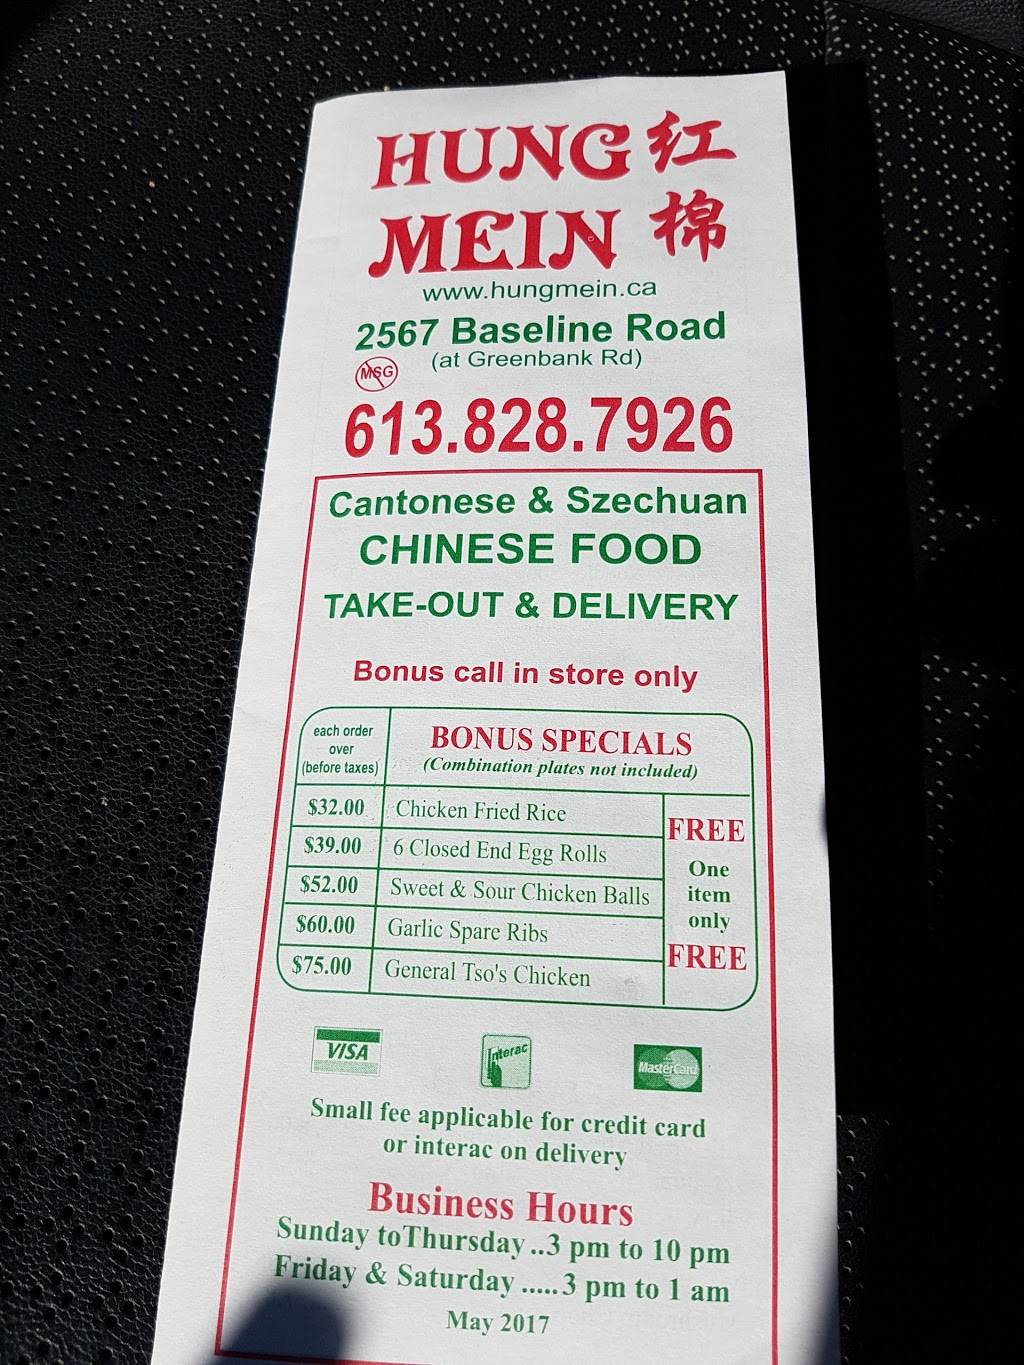 HUNG 红
MEIN 棉
www.hungmein.ca
2567 Baseline Road
(at Greenbank Rd)
MSG
613.828.7926
Cantonese & Szechuan
CHINESE FOOD
TAKE-OUT & DELIVERY
Bonus call in store only
each order
over
(before taxes)
BONUS SPECIALS
(Combination plates not included)
$32.00 Chicken Fried Rice
$39.00 6 Closed End Egg Rolls
$52.00 Sweet & Sour Chicken Balls
$60.00 Garlic Spare Ribs
$75.00 General Tso's Chicken
FREE
One
item
only
FREE
VISA Interac MasterCard
Small fee applicable for credit card
or interac on delivery
Business Hours
Sunday toThursday ..3 pm to 10 pm
Friday & Saturday .....3 pm to 1 am
May 2017